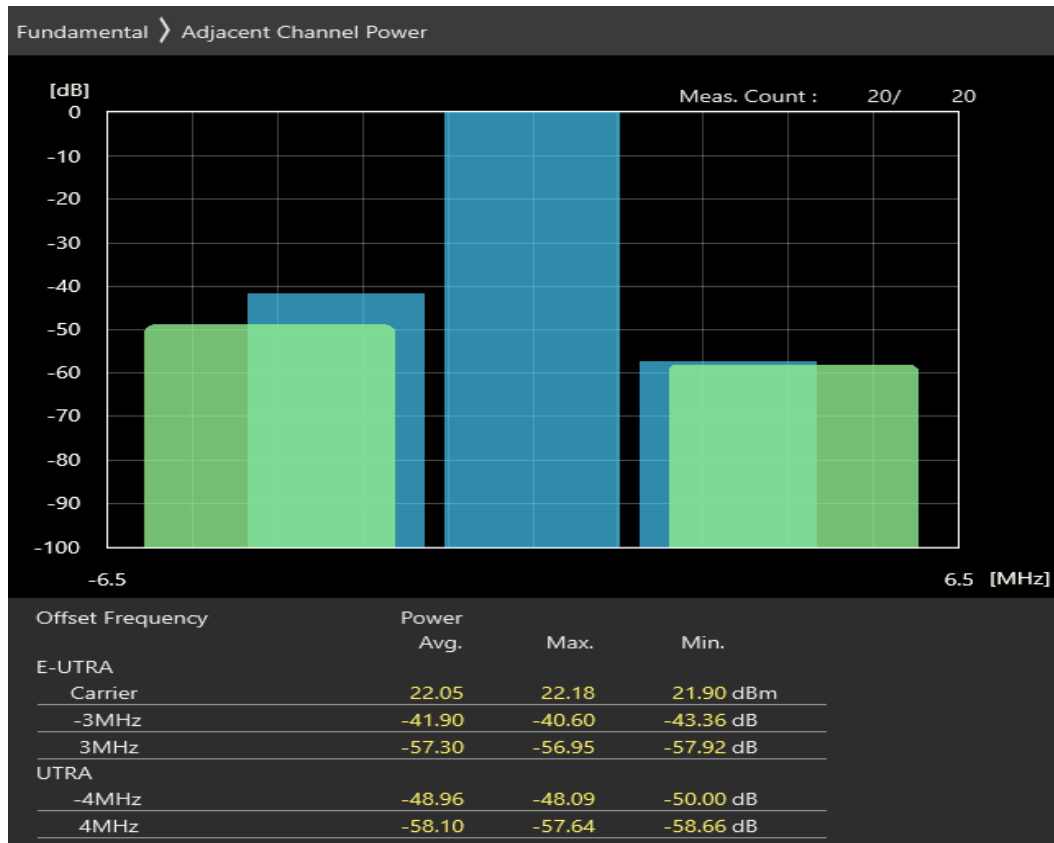 Fundamental ❭ Adjacent Channel Power
[dB]
Meas. Count : 20/ 20
0
-10
-20
-30
-40
-50
-60
-70
-80
-90
-100
-6.5 6.5 [MHz]
Offset Frequency Power
Avg. Max. Min.
E-UTRA
Carrier 22.05 22.18 21.90 dBm
-3MHz -41.90 -40.60 -43.36 dB
3MHz -57.30 -56.95 -57.92 dB
UTRA
-4MHz -48.96 -48.09 -50.00 dB
4MHz -58.10 -57.64 -58.66 dB